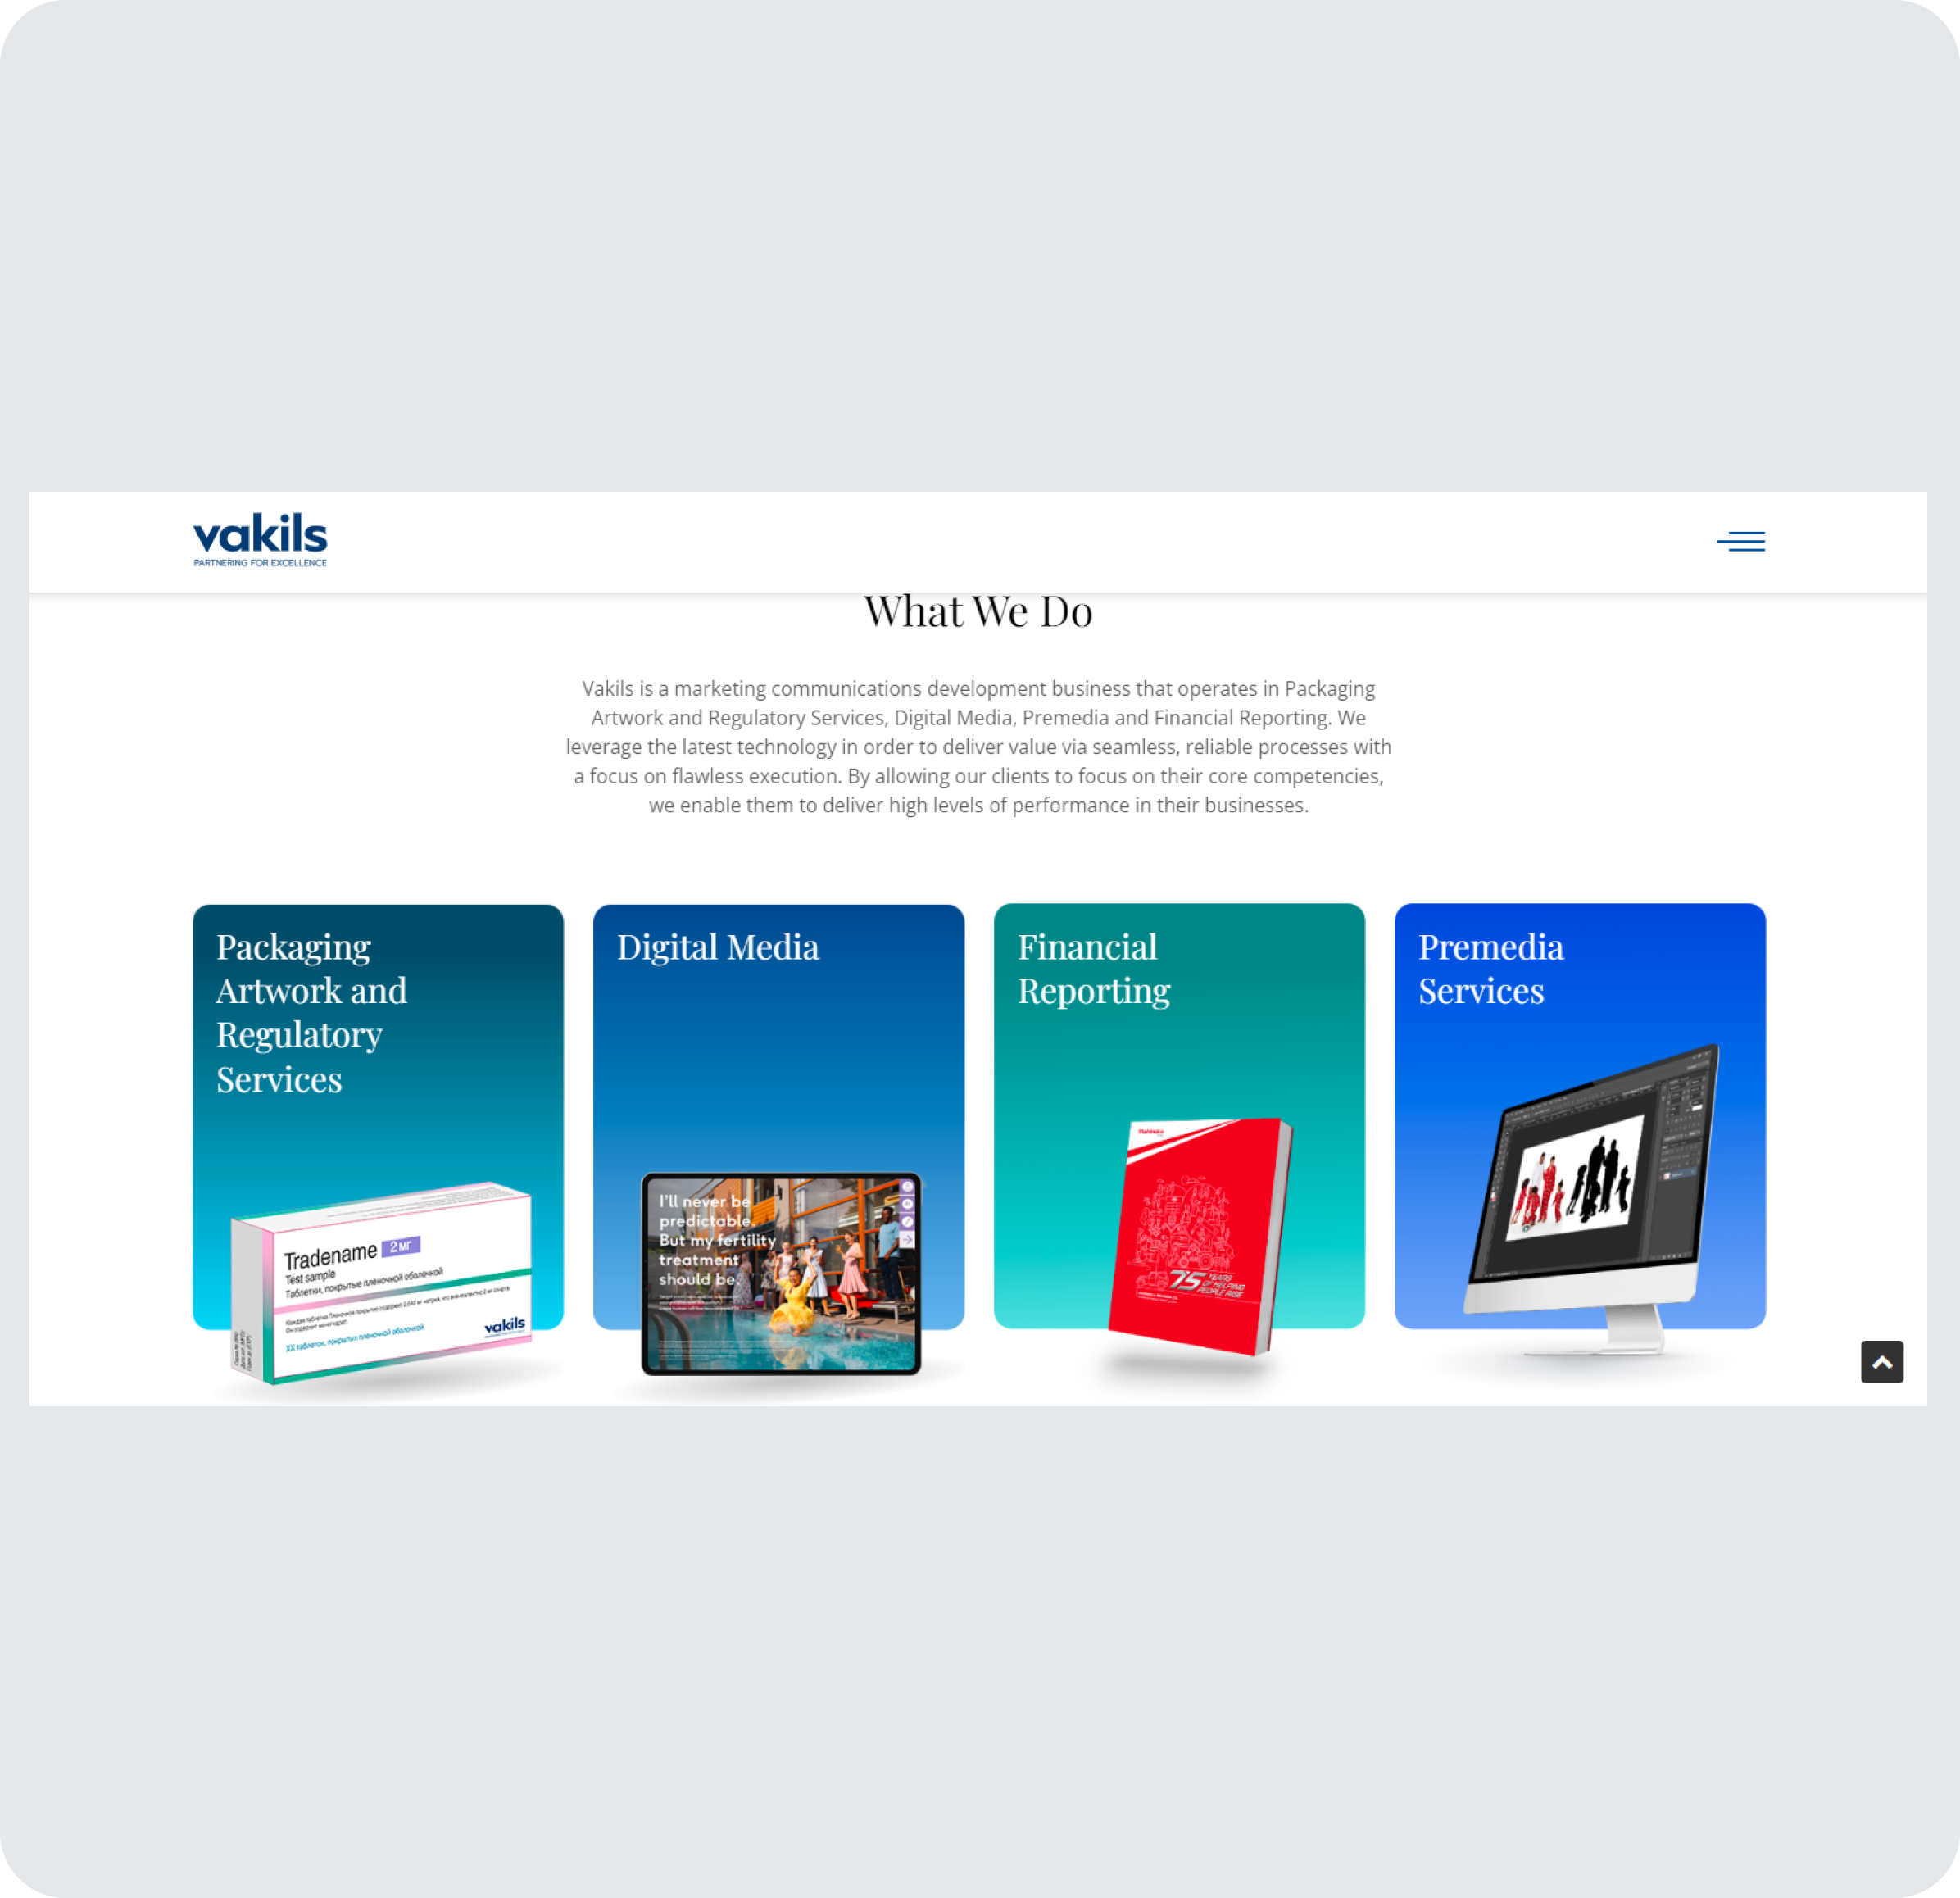 vakils
PARTNERING FOR EXCELLENCE
What We Do
Vakils is a marketing communications development business that operates in Packaging
Artwork and Regulatory Services, Digital Media, Premedia and Financial Reporting. We
leverage the latest technology in order to deliver value via seamless, reliable processes with
a focus on flawless execution. By allowing our clients to focus on their core competencies,
we enable them to deliver high levels of performance in their businesses.
Packaging
Artwork and
Regulatory
Services
Tradename 2 МГ
Test sample
Таблетки, покрытые пленочной оболочкой
XX таблеток, покрытых пленочной оболочкой
vakils
Digital Media
I'll never be
predictable.
But my fertility
treatment
should be.
Financial
Reporting
75 YEARS
OF HELPING
PEOPLE RISE
Premedia
Services